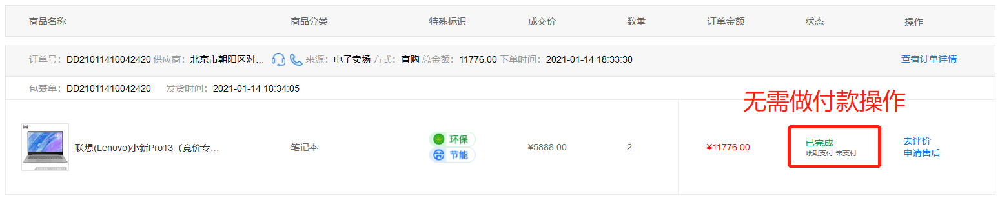 商品名称 商品分类 特殊标识 成交价 数量 订单金额 状态 操作
订单号：DD21011410042420 供应商：北京市朝阳区对... 来源：电子卖场 方式：直购 总金额：11776.00 下单时间：2021-01-14 18:33:30 查看订单详情
包裹单：DD21011410042420 发货时间：2021-01-14 18:34:05
无需做付款操作
联想(Lenovo)小新Pro13（竞价专... 笔记本 环保 ¥5888.00 2 ¥11776.00 已完成 去评价
节能 账期支付-未支付 申请售后